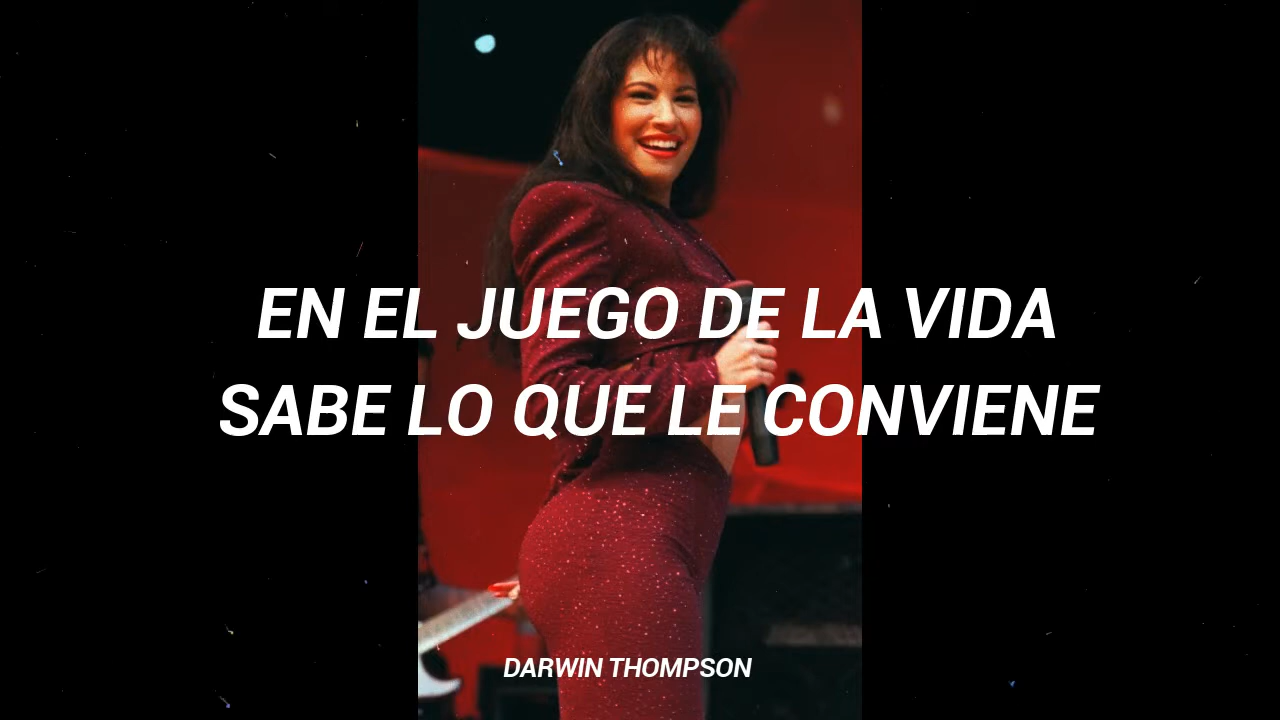 EN EL JUEGO DE LA VIDA
SABE LO QUE LE CONVIENE
DARWIN THOMPSON